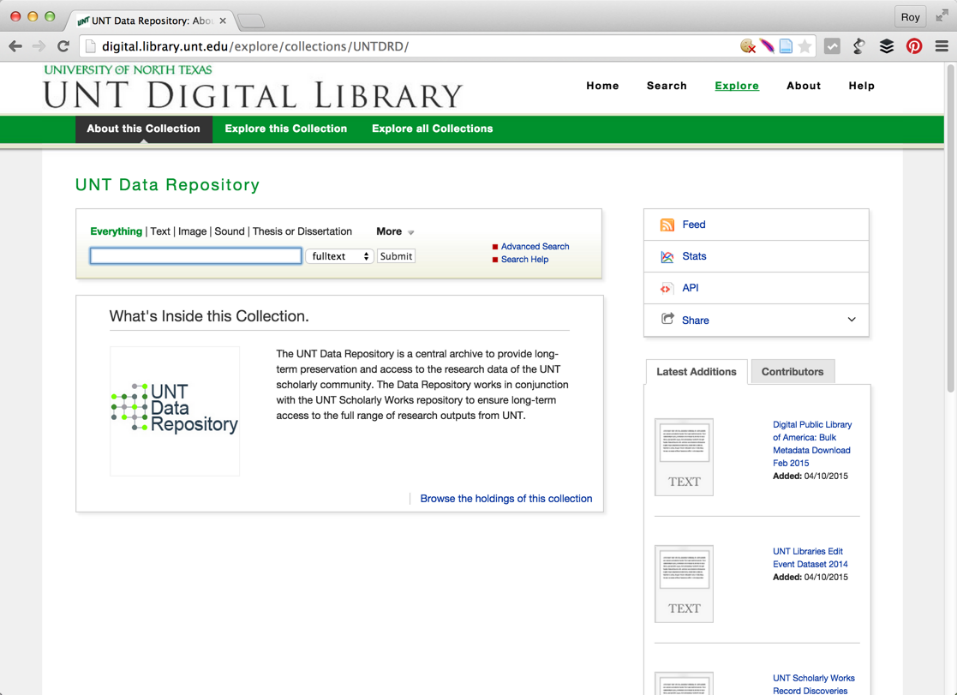 UNT Data Repository: Abou
Roy
digital.library.unt.edu/explore/collections/UNTDRD/
UNIVERSITY OF NORTH TEXAS
UNT DIGITAL LIBRARY
Home Search Explore About Help
About this Collection Explore this Collection Explore all Collections
UNT Data Repository
Everything | Text | Image | Sound | Thesis or Dissertation More
fulltext Submit
Advanced Search
Search Help
What's Inside this Collection.
UNT
Data
Repository
The UNT Data Repository is a central archive to provide long-
term preservation and access to the research data of the UNT
scholarly community. The Data Repository works in conjunction
with the UNT Scholarly Works repository to ensure long-term
access to the full range of research outputs from UNT.
Browse the holdings of this collection
Feed
Stats
API
Share
Latest Additions Contributors
TEXT
Digital Public Library
of America: Bulk
Metadata Download
Feb 2015
Added: 04/10/2015
TEXT
UNT Libraries Edit
Event Dataset 2014
Added: 04/10/2015
UNT Scholarly Works
Record Discoveries